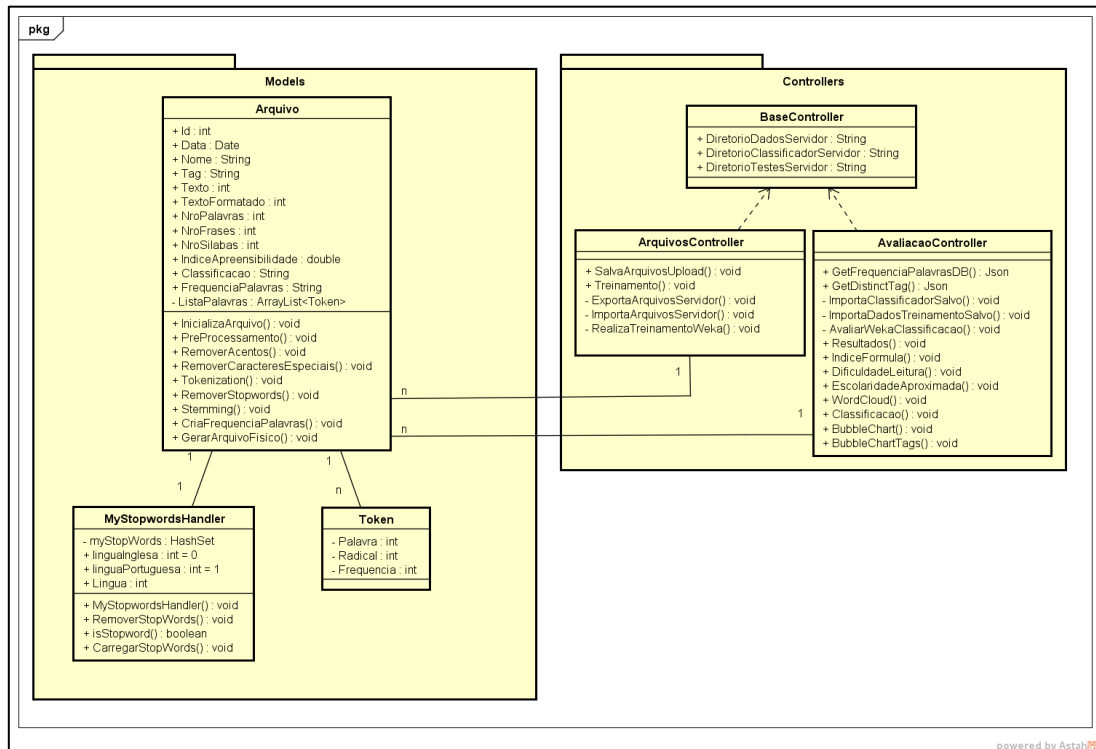 pkg
Models
Arquivo
+ Id : int
+ Data : Date
+ Nome : String
+ Tag : String
+ Texto : int
+ TextoFormatado : int
+ NroPalavras : int
+ NroFrases : int
+ NroSilabas : int
+ IndiceApreensibilidade : double
+ Classificacao : String
+ FrequenciaPalavras : String
- ListaPalavras : ArrayList<Token>
+ InicializaArquivo() : void
+ PreProcessamento() : void
+ RemoverAcentos() : void
+ RemoverCaracteresEspeciais() : void
+ Tokenization() : void
+ RemoverStopwords() : void
+ Stemming() : void
+ CriaFrequenciaPalavras() : void
+ GerarArquivoFisico() : void
1
1
1
n
n
n
MyStopwordsHandler
- myStopWords : HashSet
+ linguaInglesa : int = 0
+ linguaPortuguesa : int = 1
+ Lingua : int
+ MyStopwordsHandler() : void
+ RemoverStopWords() : void
+ isStopword() : boolean
+ CarregarStopWords() : void
Token
- Palavra : int
- Radical : int
- Frequencia : int
Controllers
BaseController
+ DiretorioDadosServidor : String
+ DiretorioClassificadorServidor : String
+ DiretorioTestesServidor : String
ArquivosController
+ SalvaArquivosUpload() : void
+ Treinamento() : void
- ExportaArquivosServidor() : void
- ImportaArquivosServidor() : void
- RealizaTreinamentoWeka() : void
1
1
AvaliacaoController
+ GetFrequenciaPalavrasDB() : Json
+ GetDistinctTag() : Json
- ImportaClassificadorSalvo() : void
- ImportaDadosTreinamentoSalvo() : void
- AvaliarWekaClassificacao() : void
+ Resultados() : void
+ IndiceFormula() : void
+ DificuldadeLeitura() : void
+ EscolaridadeAproximada() : void
+ WordCloud() : void
+ Classificacao() : void
+ BubbleChart() : void
+ BubbleChartTags() : void
powered by Astah